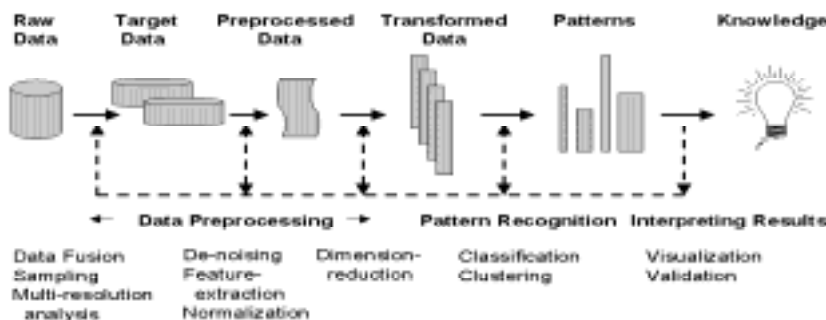 Raw
Data
Target
Data
Preprocessed
Data
Transformed
Data
Patterns
Knowledge
Data Preprocessing
Pattern Recognition
Interpreting Results
Data Fusion
Sampling
Multi-resolution
analysis
De-noising
Feature-
extraction
Normalization
Dimension-
reduction
Classification
Clustering
Visualization
Validation